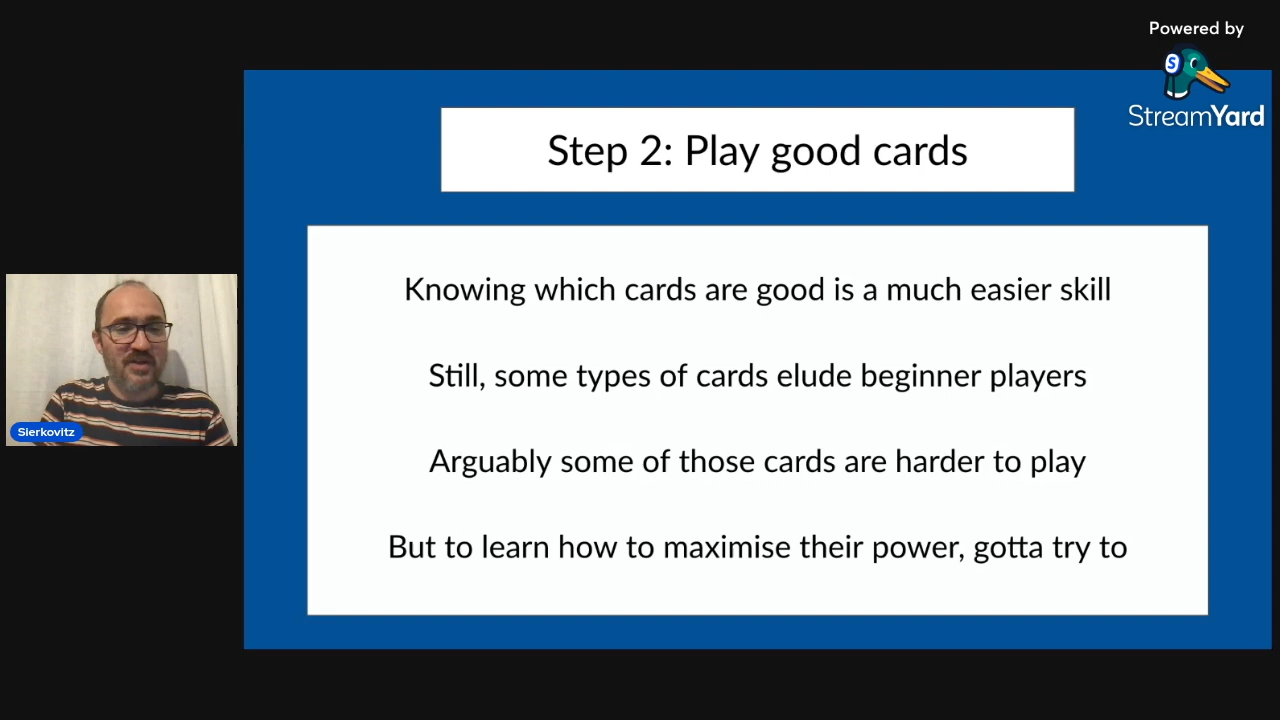 Powered by
S
StreamYard
Step 2: Play good cards
Knowing which cards are good is a much easier skill
Still, some types of cards elude beginner players
Arguably some of those cards are harder to play
But to learn how to maximise their power, gotta try to
Sierkovitz